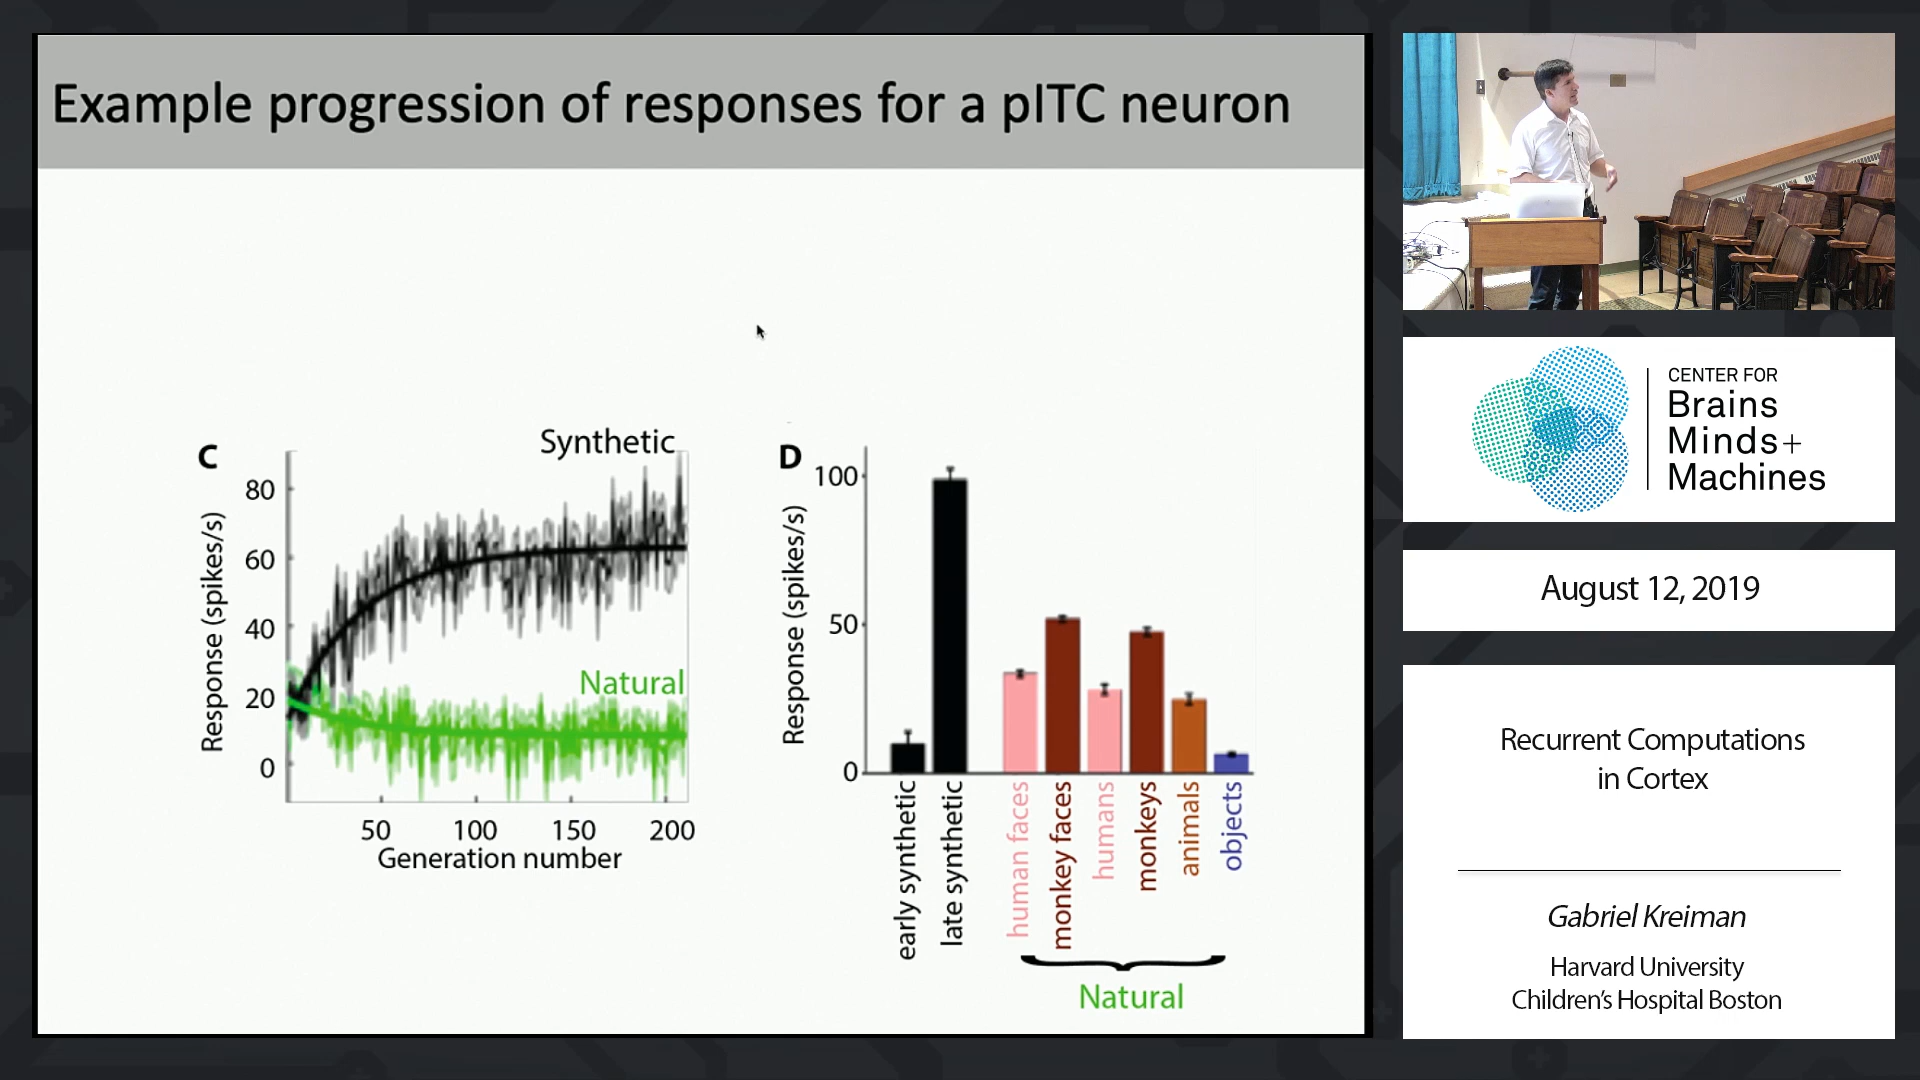 Example progression of responses for a pITC neuron
C
Synthetic
Natural
80
60
40
20
0
Response (spikes/s)
50 100 150 200
Generation number
D
100
50
0
Response (spikes/s)
early synthetic
late synthetic
human faces
monkey faces
humans
monkeys
animals
objects
Natural
CENTER FOR
Brains
Minds+
Machines
August 12, 2019
Recurrent Computations
in Cortex
Gabriel Kreiman
Harvard University
Children's Hospital Boston